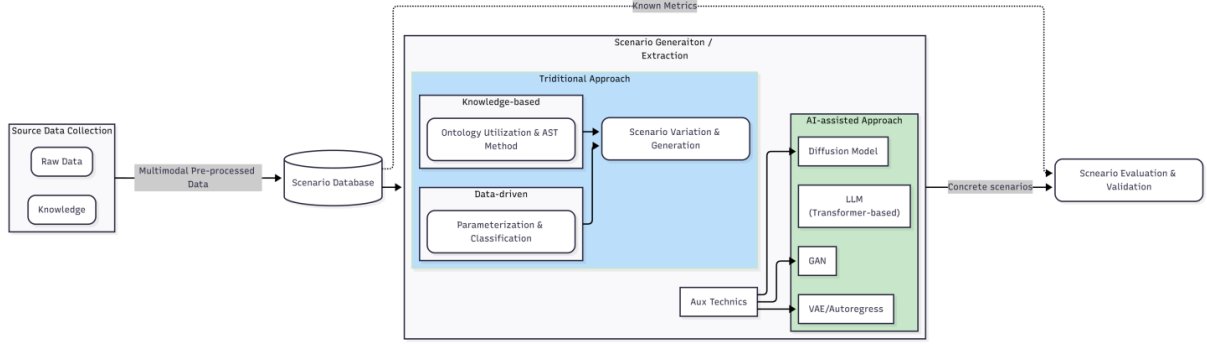 Known Metrics
Scenario Generaiton /
Extraction
Triditional Approach
Knowledge-based
Ontology Utilization & AST
Method
Scenario Variation &
Generation
Data-driven
Parameterization &
Classification
Source Data Collection
Raw Data
Knowledge
Multimodal Pre-processed
Data
Scenario Database
AI-assisted Approach
Diffusion Model
LLM
(Transformer-based)
GAN
VAE/Autoregress
Aux Technics
Concrete scenarios
Scneario Evaluation &
Validation